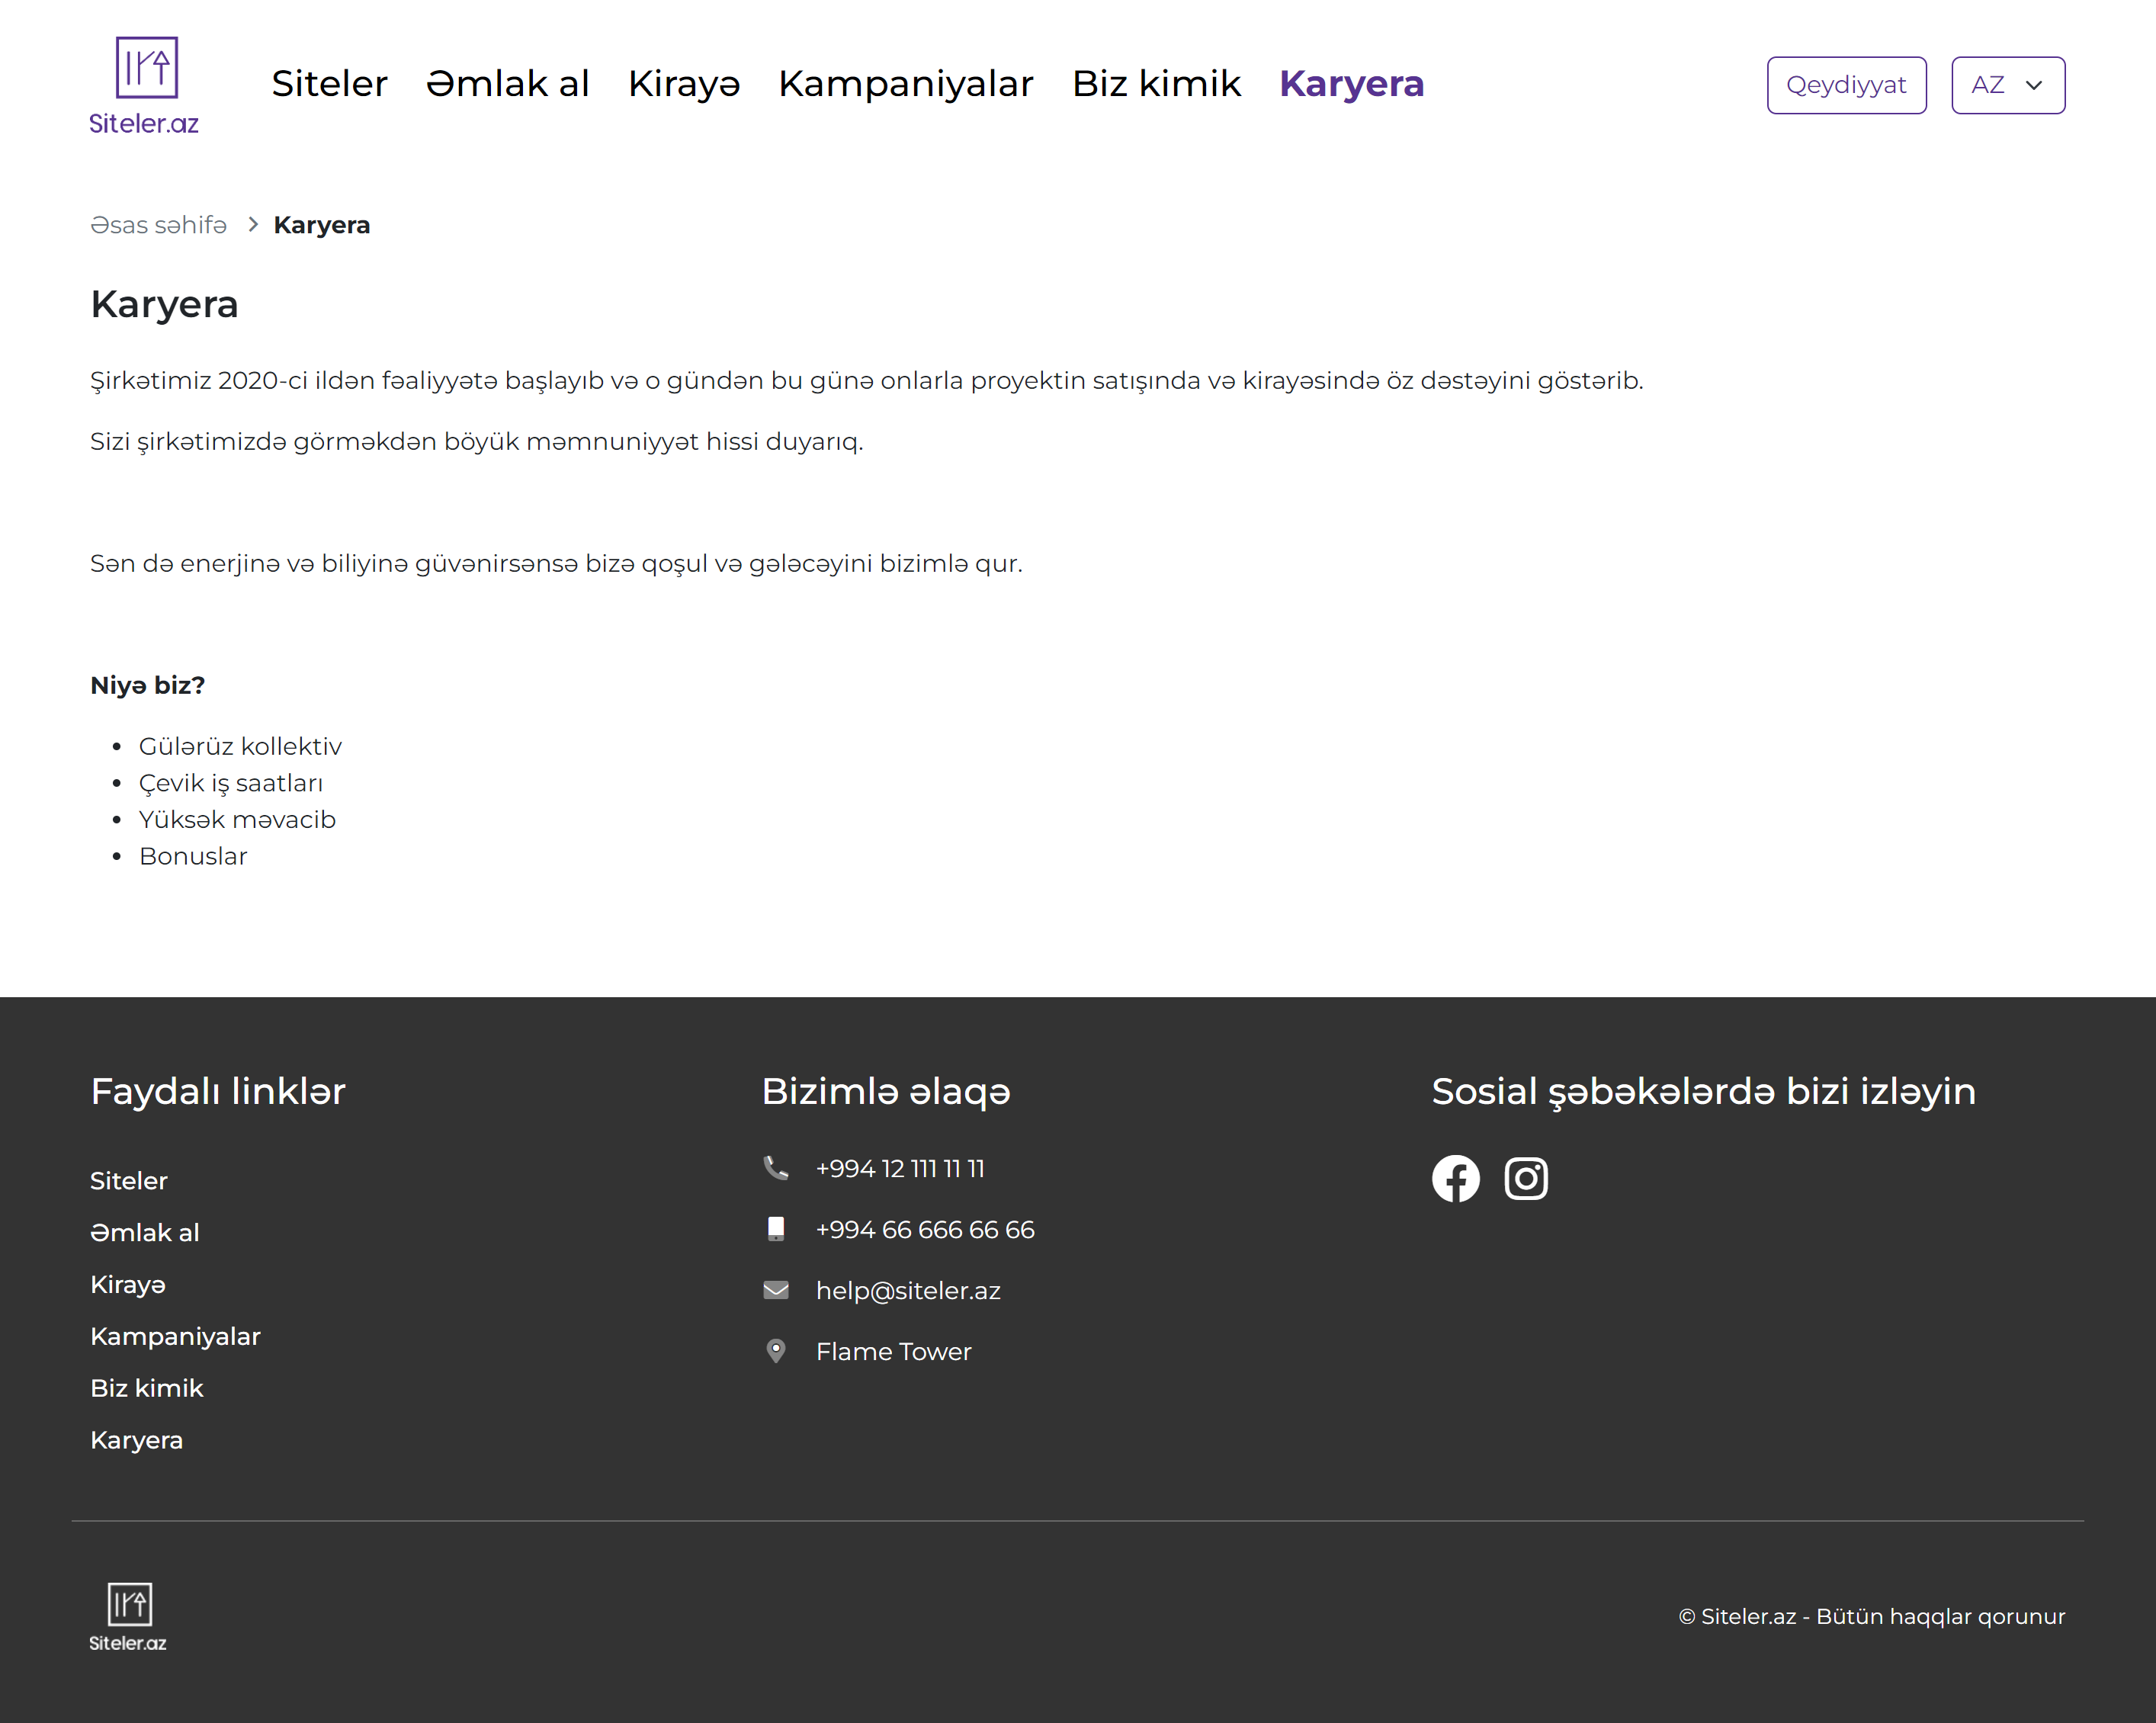 Siteler.az
Siteler Əmlak al Kirayə Kampaniyalar Biz kimik Karyera
Qeydiyyat AZ
Əsas səhifə > Karyera
Karyera
Şirkətimiz 2020-ci ildən fəaliyyətə başlayıb və o gündən bu günə onlarla proyektin satışında və kirayəsində öz dəstəyini göstərib.
Sizi şirkətimizdə görməkdən böyük məmnuniyyət hissi duyarıq.
Sən də enerjinə və biliyinə güvənirsənsə bizə qoşul və gələcəyini bizimlə qur.
Niyə biz?
• Gülərüz kollektiv
• Çevik iş saatları
• Yüksək məvacib
• Bonuslar
Faydalı linklər
Siteler
Əmlak al
Kirayə
Kampaniyalar
Biz kimik
Karyera
Bizimlə əlaqə
+994 12 111 11 11
+994 66 666 66 66
help@siteler.az
Flame Tower
Sosial şəbəkələrdə bizi izləyin
Siteler.az
© Siteler.az - Bütün haqqlar qorunur